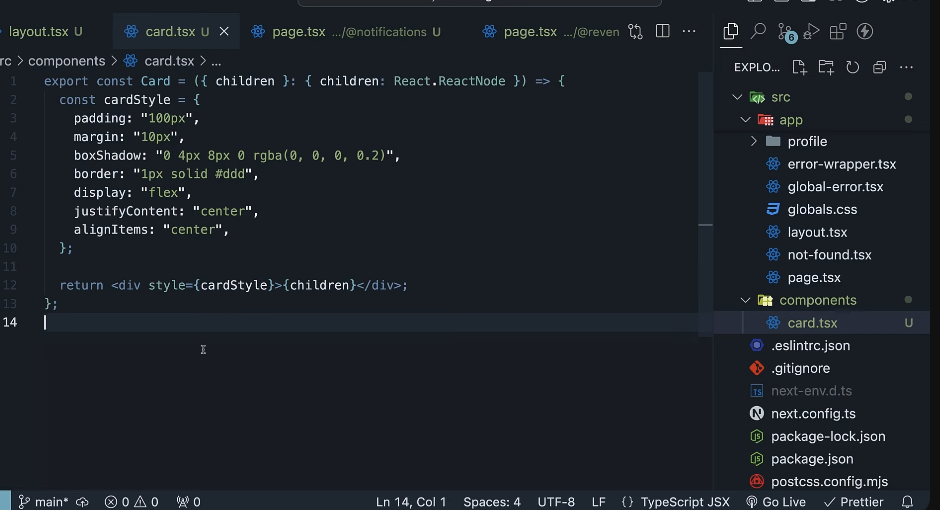 layout.tsx U
card.tsx U
page.tsx .../@notifications U
page.tsx .../@reven
rc > components > card.tsx > ...
1 export const Card = ({ children }: { children: React.ReactNode }) => {
2 const cardStyle = {
3 padding: "100px",
4 margin: "10px",
5 boxShadow: "0 4px 8px 0 rgba(0, 0, 0, 0.2)",
6 border: "1px solid #ddd",
7 display: "flex",
8 justifyContent: "center",
9 alignItems: "center",
10 };
11
12 return <div style={cardStyle}>{children}</div>;
13 };
14
6
EXPLO...
src
app
profile
error-wrapper.tsx
global-error.tsx
globals.css
layout.tsx
not-found.tsx
page.tsx
components
card.tsx U
.eslintrc.json
.gitignore
TS next-env.d.ts
N next.config.ts
package-lock.json
package.json
postcss.config.mjs
main* 0 0 0 Ln 14, Col 1 Spaces: 4 UTF-8 LF {} TypeScript JSX Go Live Prettier